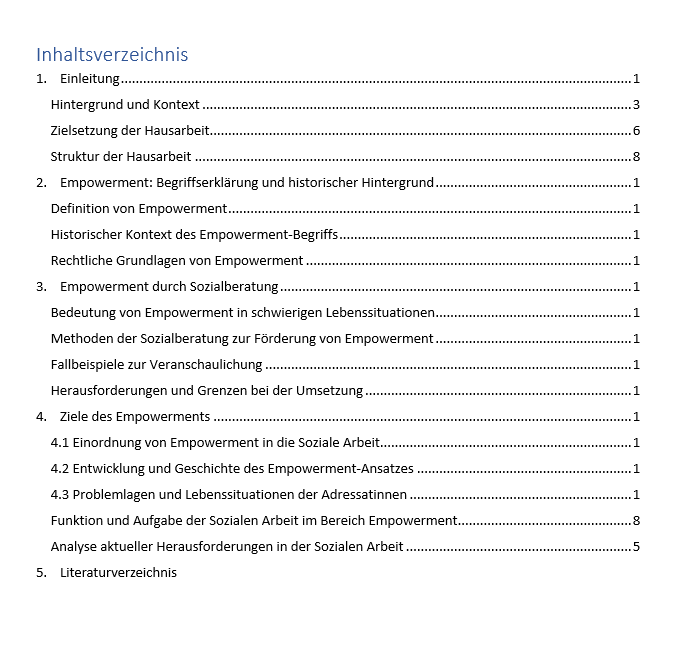 Inhaltsverzeichnis
1. Einleitung........................................................................................................................................1
Hintergrund und Kontext ....................................................................................................................3
Zielsetzung der Hausarbeit..................................................................................................................6
Struktur der Hausarbeit ......................................................................................................................8
2. Empowerment: Begriffserklärung und historischer Hintergrund.....................................................1
Definition von Empowerment.............................................................................................................1
Historischer Kontext des Empowerment-Begriffs...............................................................................1
Rechtliche Grundlagen von Empowerment ........................................................................................1
3. Empowerment durch Sozialberatung..............................................................................................1
Bedeutung von Empowerment in schwierigen Lebenssituationen.....................................................1
Methoden der Sozialberatung zur Förderung von Empowerment .....................................................1
Fallbeispiele zur Veranschaulichung ...................................................................................................1
Herausforderungen und Grenzen bei der Umsetzung ........................................................................1
4. Ziele des Empowerments ................................................................................................................1
4.1 Einordnung von Empowerment in die Soziale Arbeit....................................................................1
4.2 Entwicklung und Geschichte des Empowerment-Ansatzes ...........................................................1
4.3 Problemlagen und Lebenssituationen der Adressatinnen .............................................................1
Funktion und Aufgabe der Sozialen Arbeit im Bereich Empowerment...............................................8
Analyse aktueller Herausforderungen in der Sozialen Arbeit .............................................................5
5. Literaturverzeichnis